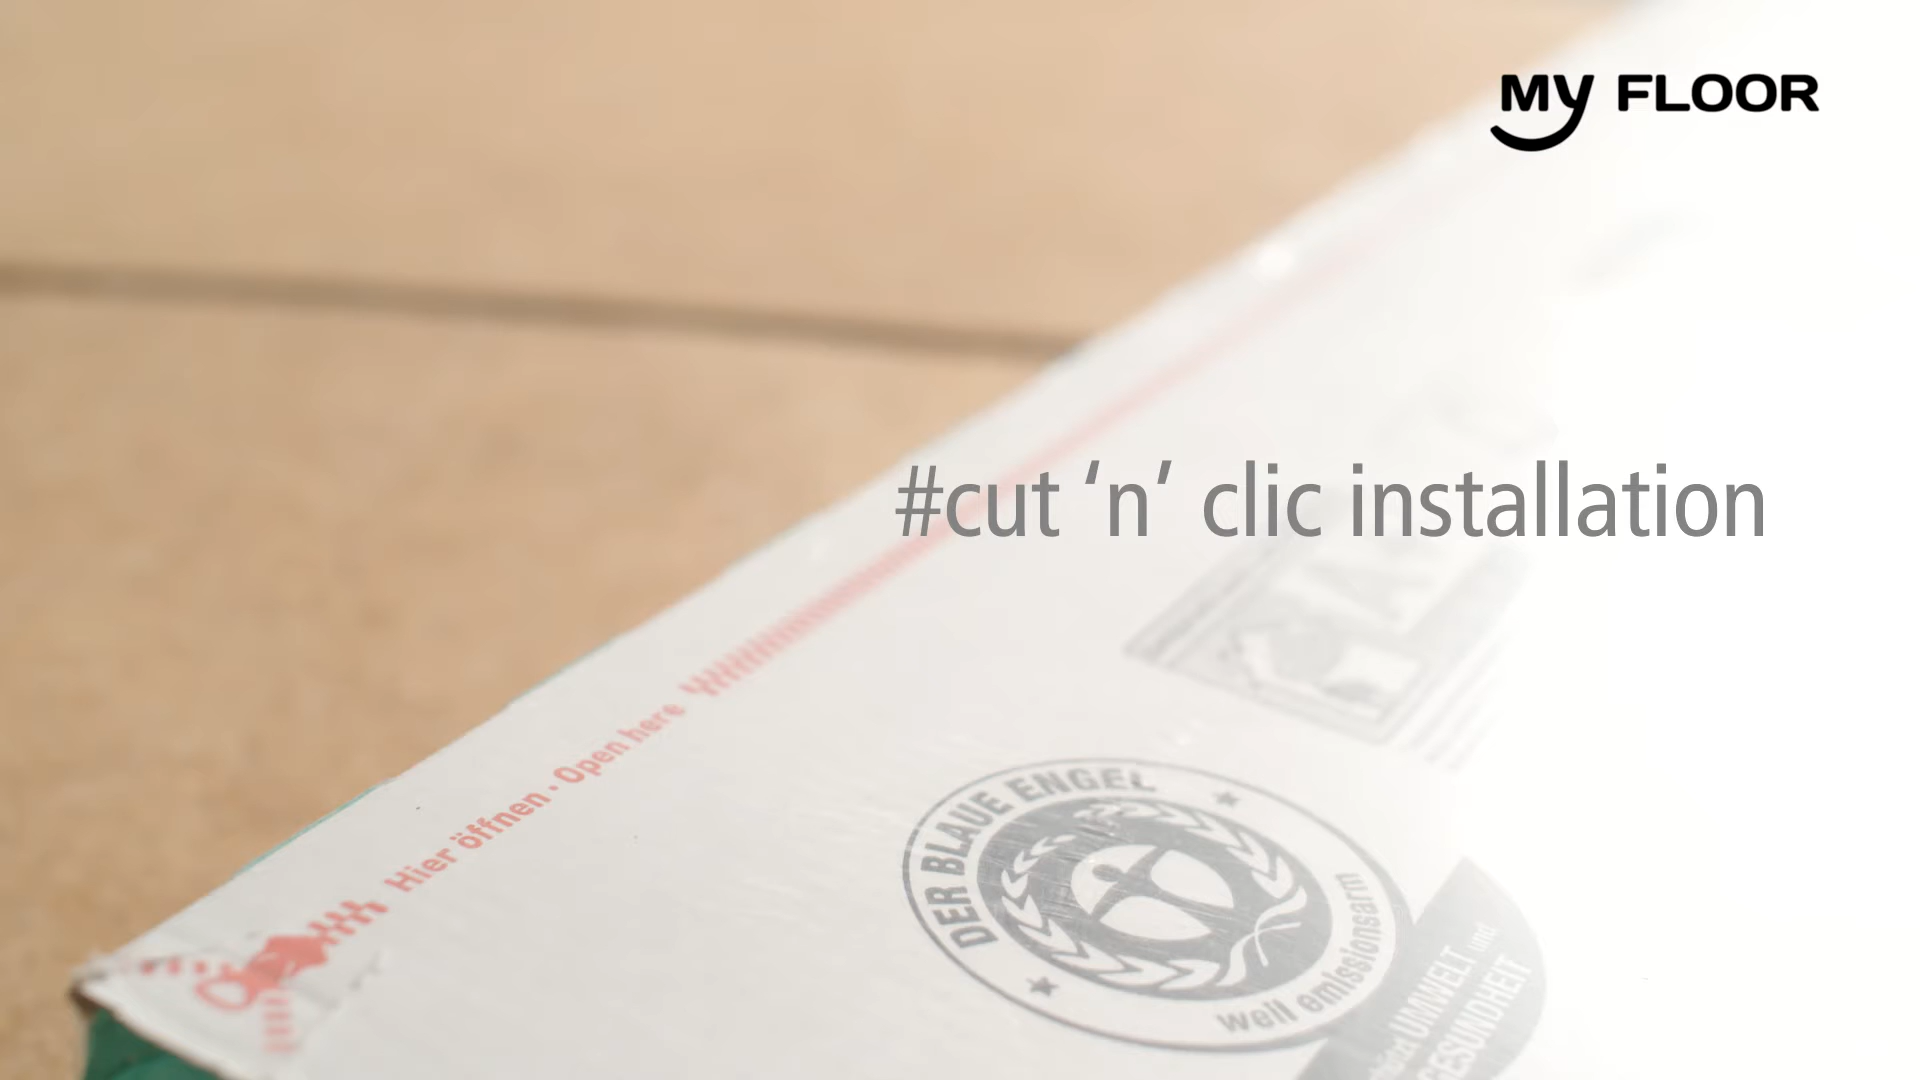 MY FLOOR
#cut ‘n’ clic installation
Hier öffnen · Open here
DER BLAUE ENGEL
weil emissionsarm
UMWELT und
GESUNDHEIT